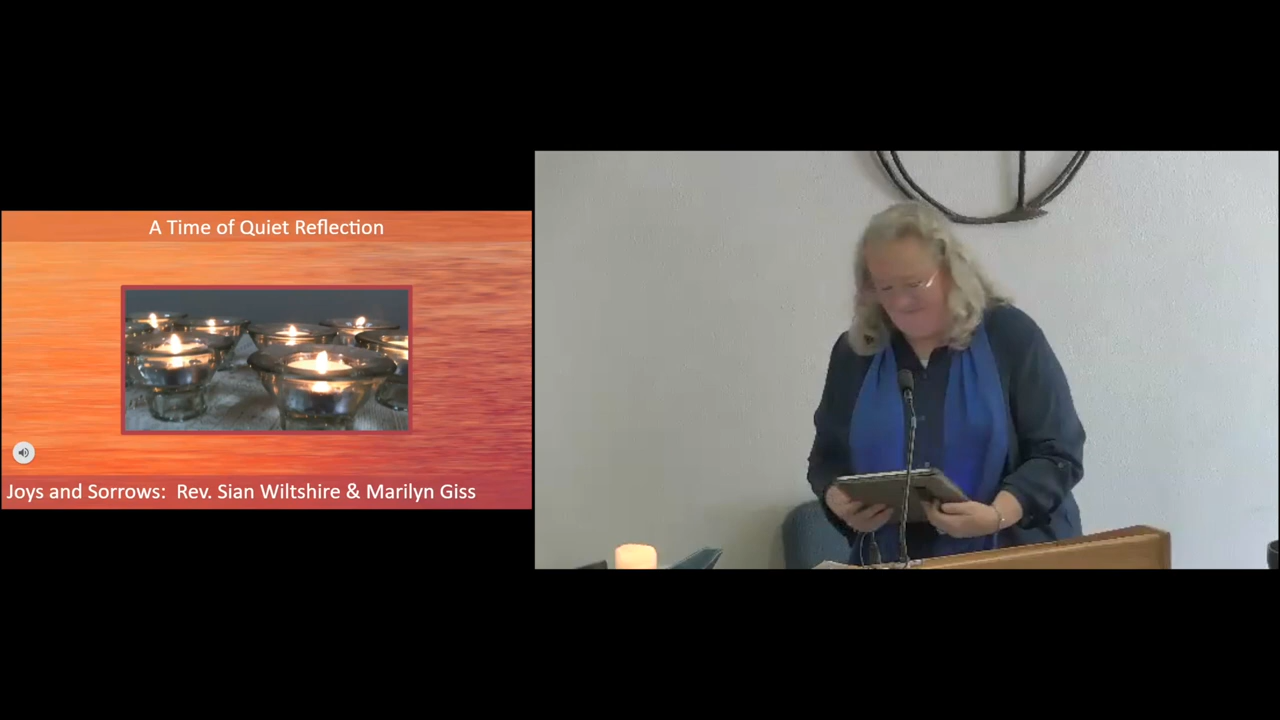 A Time of Quiet Reflection
Joys and Sorrows: Rev. Sian Wiltshire & Marilyn Giss